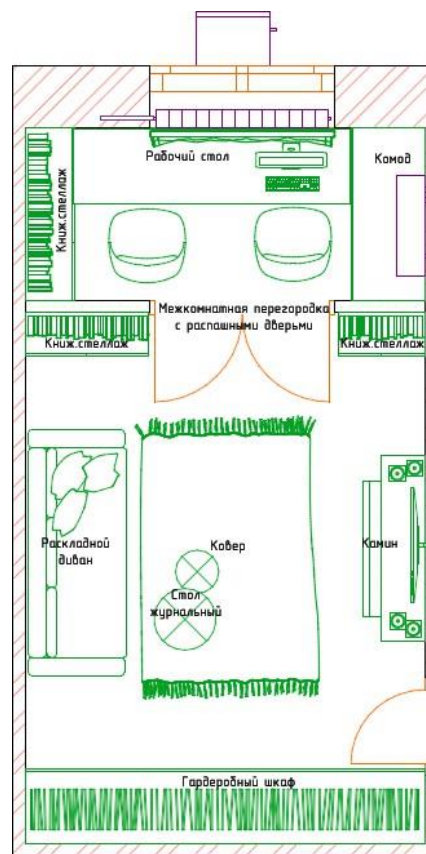 Рабочий стол
Комод
Книж.стеллаж
Межкомнатная перегородка
с распашными дверьми
Книж.стеллаж
Книж.стеллаж
Раскладной
диван
Ковер
Камин
Стол
журнальный
Гардеробный шкаф